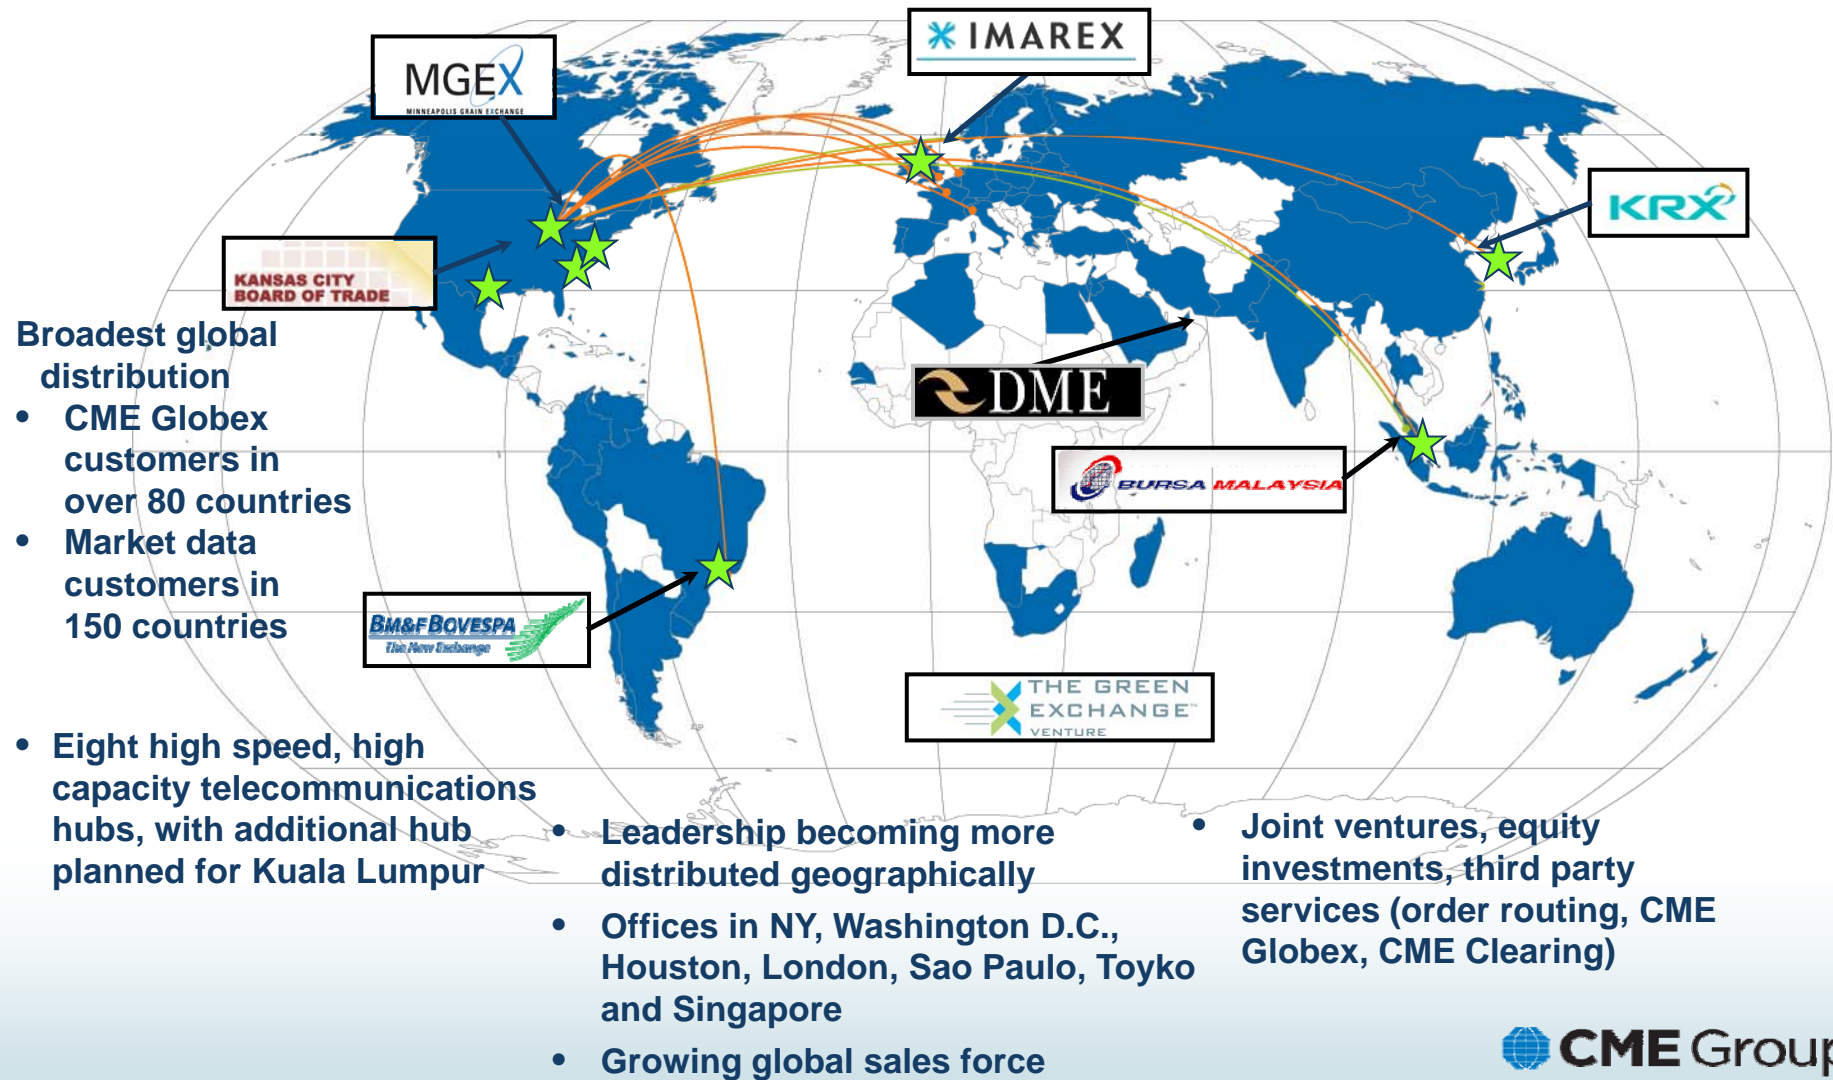 IMAREX
MGEX
MINNEAPOLIS GRAIN EXCHANGE
KRX
KANSAS CITY
BOARD OF TRADE
DME
BURSA MALAYSIA
BM&F BOVESPA
The New Exchange
THE GREEN
EXCHANGE™
VENTURE
Broadest global
distribution
• CME Globex
customers in
over 80 countries
• Market data
customers in
150 countries
• Eight high speed, high
capacity telecommunications
hubs, with additional hub
planned for Kuala Lumpur
• Leadership becoming more
distributed geographically
• Offices in NY, Washington D.C.,
Houston, London, Sao Paulo, Toyko
and Singapore
• Growing global sales force
• Joint ventures, equity
investments, third party
services (order routing, CME
Globex, CME Clearing)
CME Group